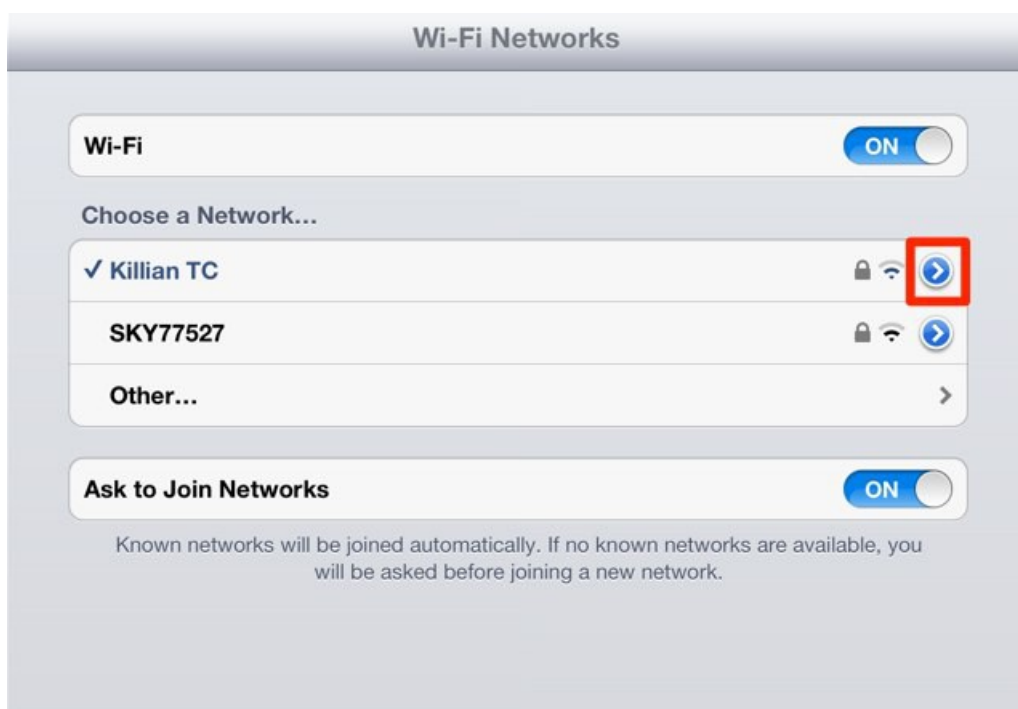 Wi-Fi Networks
Wi-Fi
ON
Choose a Network...
✓ Killian TC
SKY77527
Other...
Ask to Join Networks
ON
Known networks will be joined automatically. If no known networks are available, you
will be asked before joining a new network.